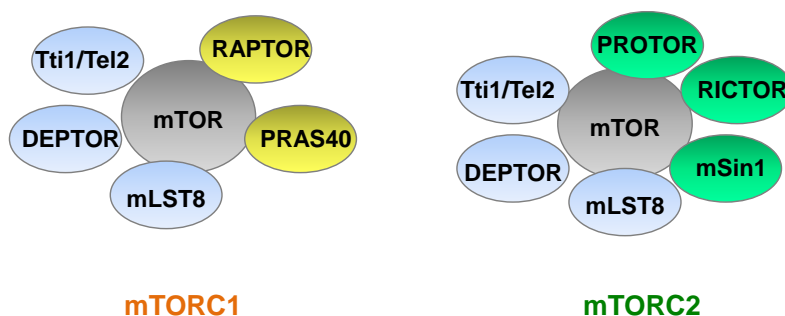 RAPTOR
Tti1/Tel2
mTOR
DEPTOR
PRAS40
mLST8
mTORC1
PROTOR
Tti1/Tel2
RICTOR
mTOR
DEPTOR
mSin1
mLST8
mTORC2